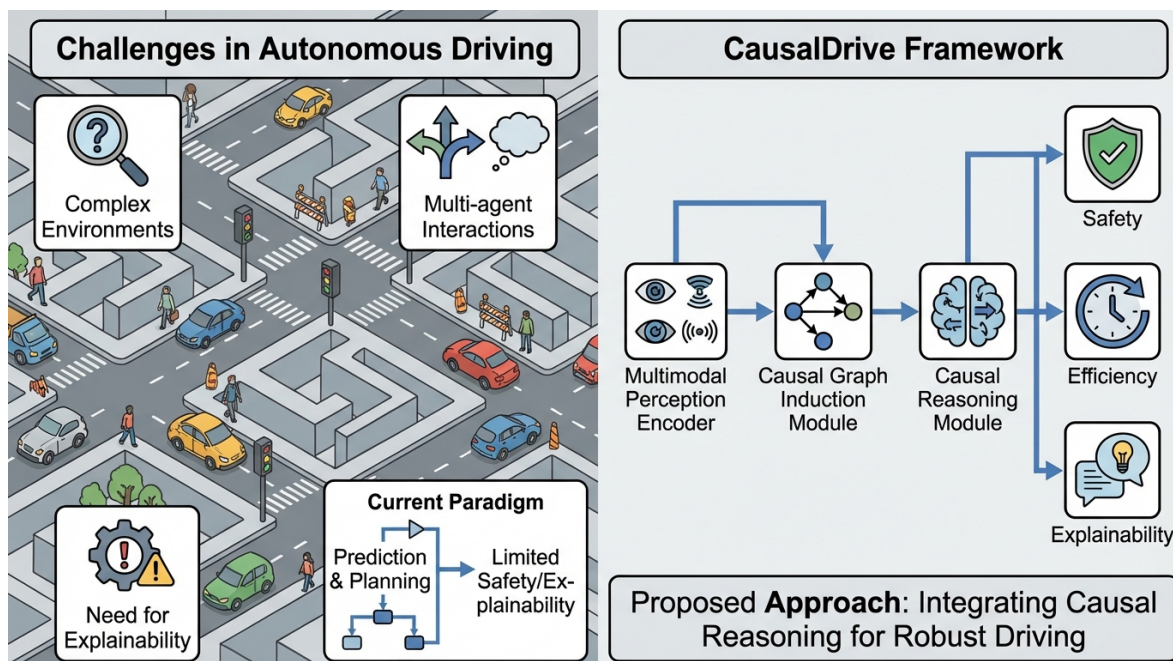 Challenges in Autonomous Driving
Complex
Environments
Multi-agent
Interactions
Need for
Explainability
Current Paradigm
Prediction
& Planning
Limited
Safety/Ex-
plainability
CausalDrive Framework
Multimodal
Perception
Encoder
Causal Graph
Induction
Module
Causal
Reasoning
Module
Safety
Efficiency
Explainability
Proposed Approach: Integrating Causal
Reasoning for Robust Driving